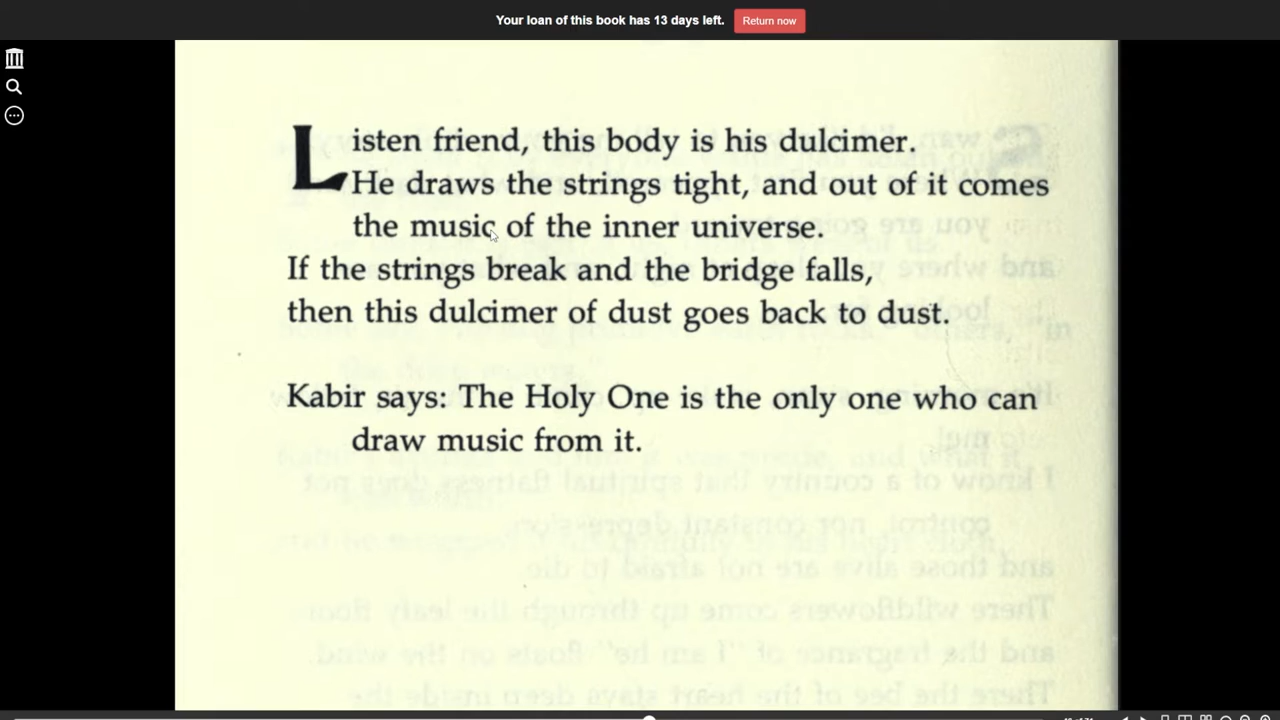 Your loan of this book has 13 days left. Return now
Listen friend, this body is his dulcimer.
He draws the strings tight, and out of it comes
the music of the inner universe.
If the strings break and the bridge falls,
then this dulcimer of dust goes back to dust.
Kabir says: The Holy One is the only one who can
draw music from it.